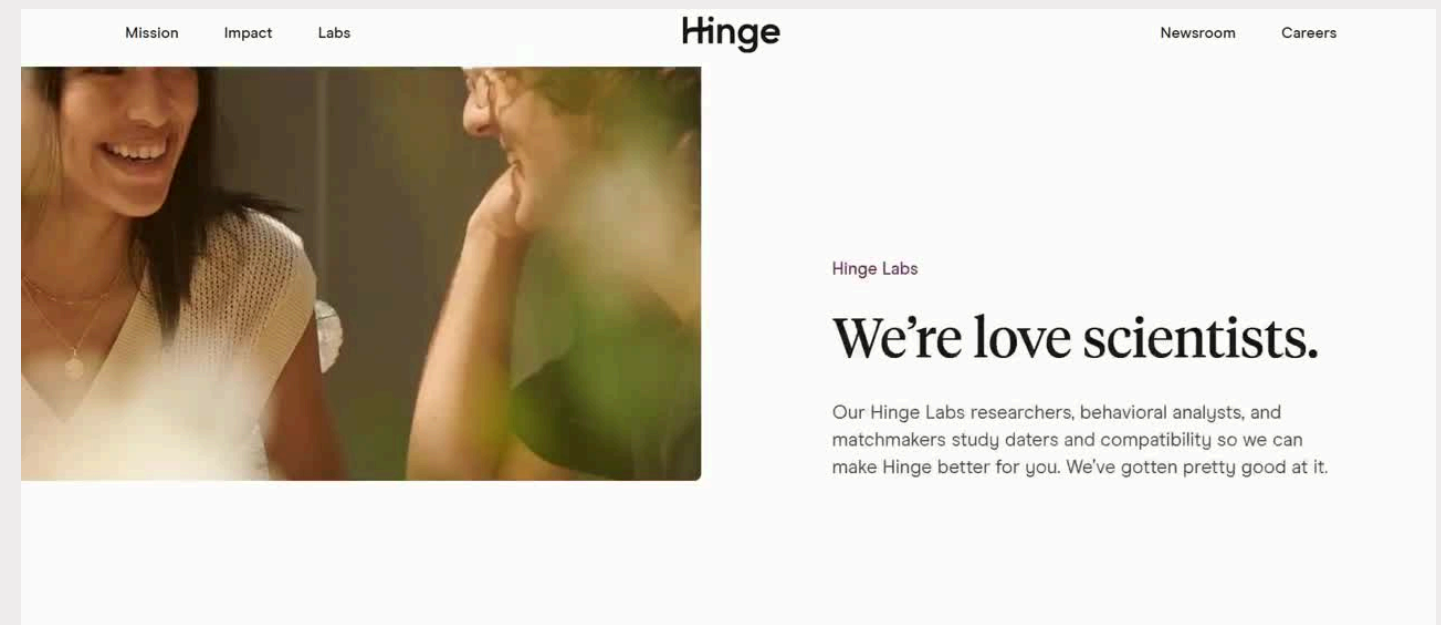 Mission Impact Labs Hinge Newsroom Careers
Hinge Labs
We’re love scientists.
Our Hinge Labs researchers, behavioral analysts, and
matchmakers study daters and compatibility so we can
make Hinge better for you. We’ve gotten pretty good at it.